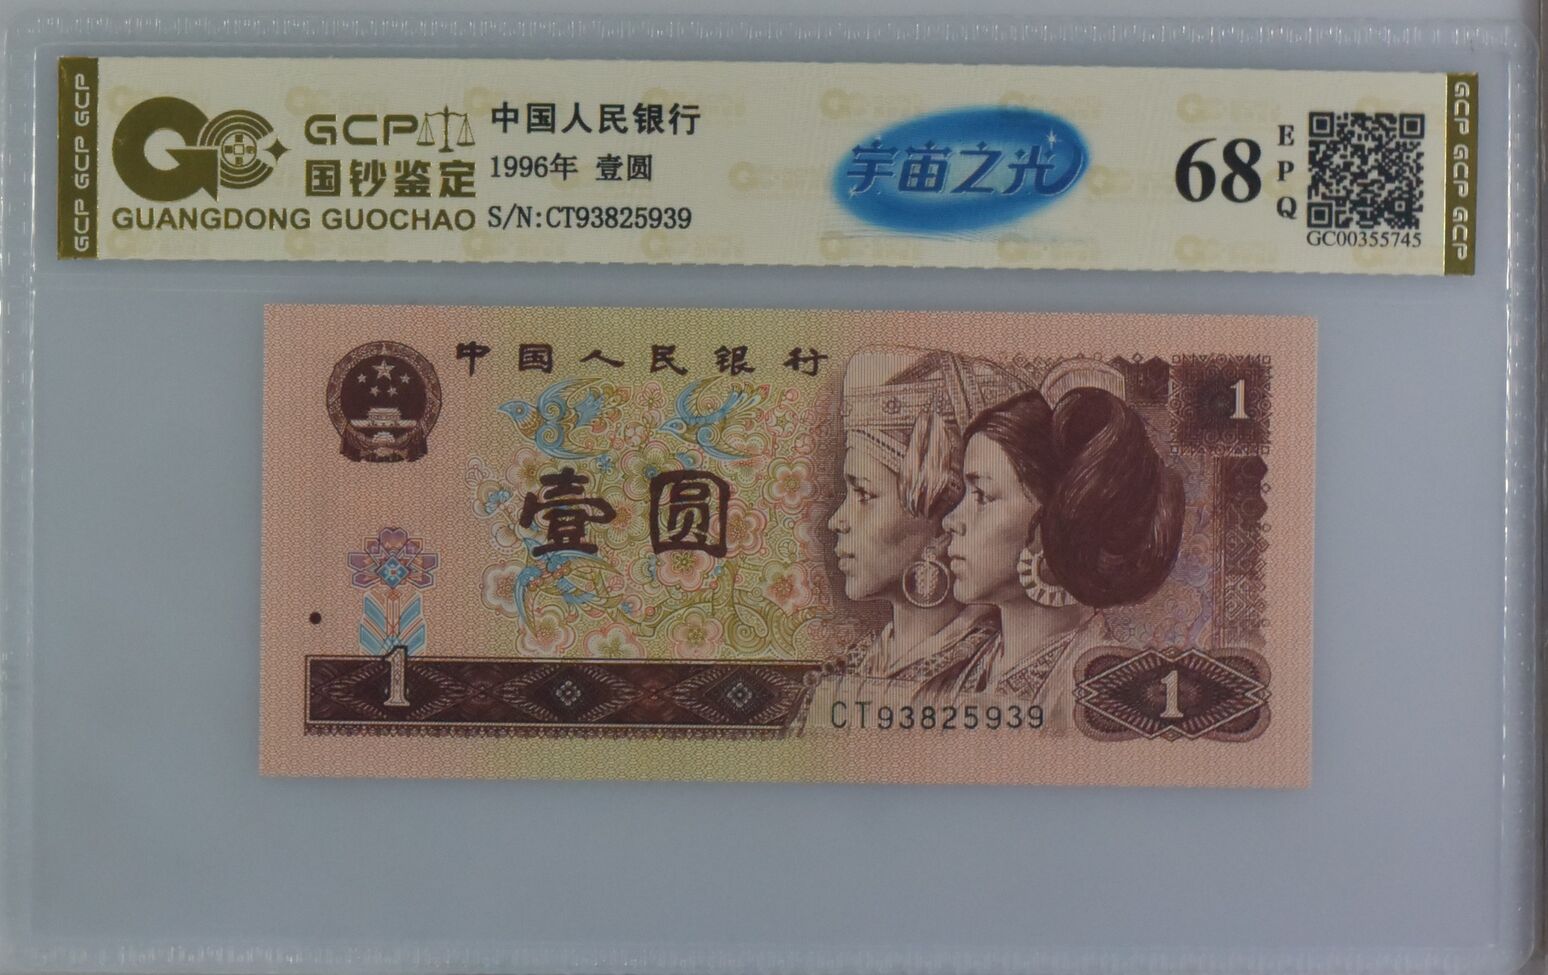 GCP GCP GCP
GCP
国钞鉴定
GUANGDONG GUOCHAO
中国人民银行
1996年 壹圆
S/N:CT93825939
宇宙之光
68
EPQ
GC00355745
GCP GCP GCP
中国人民银行
1
壹圆
1
CT93825939
1